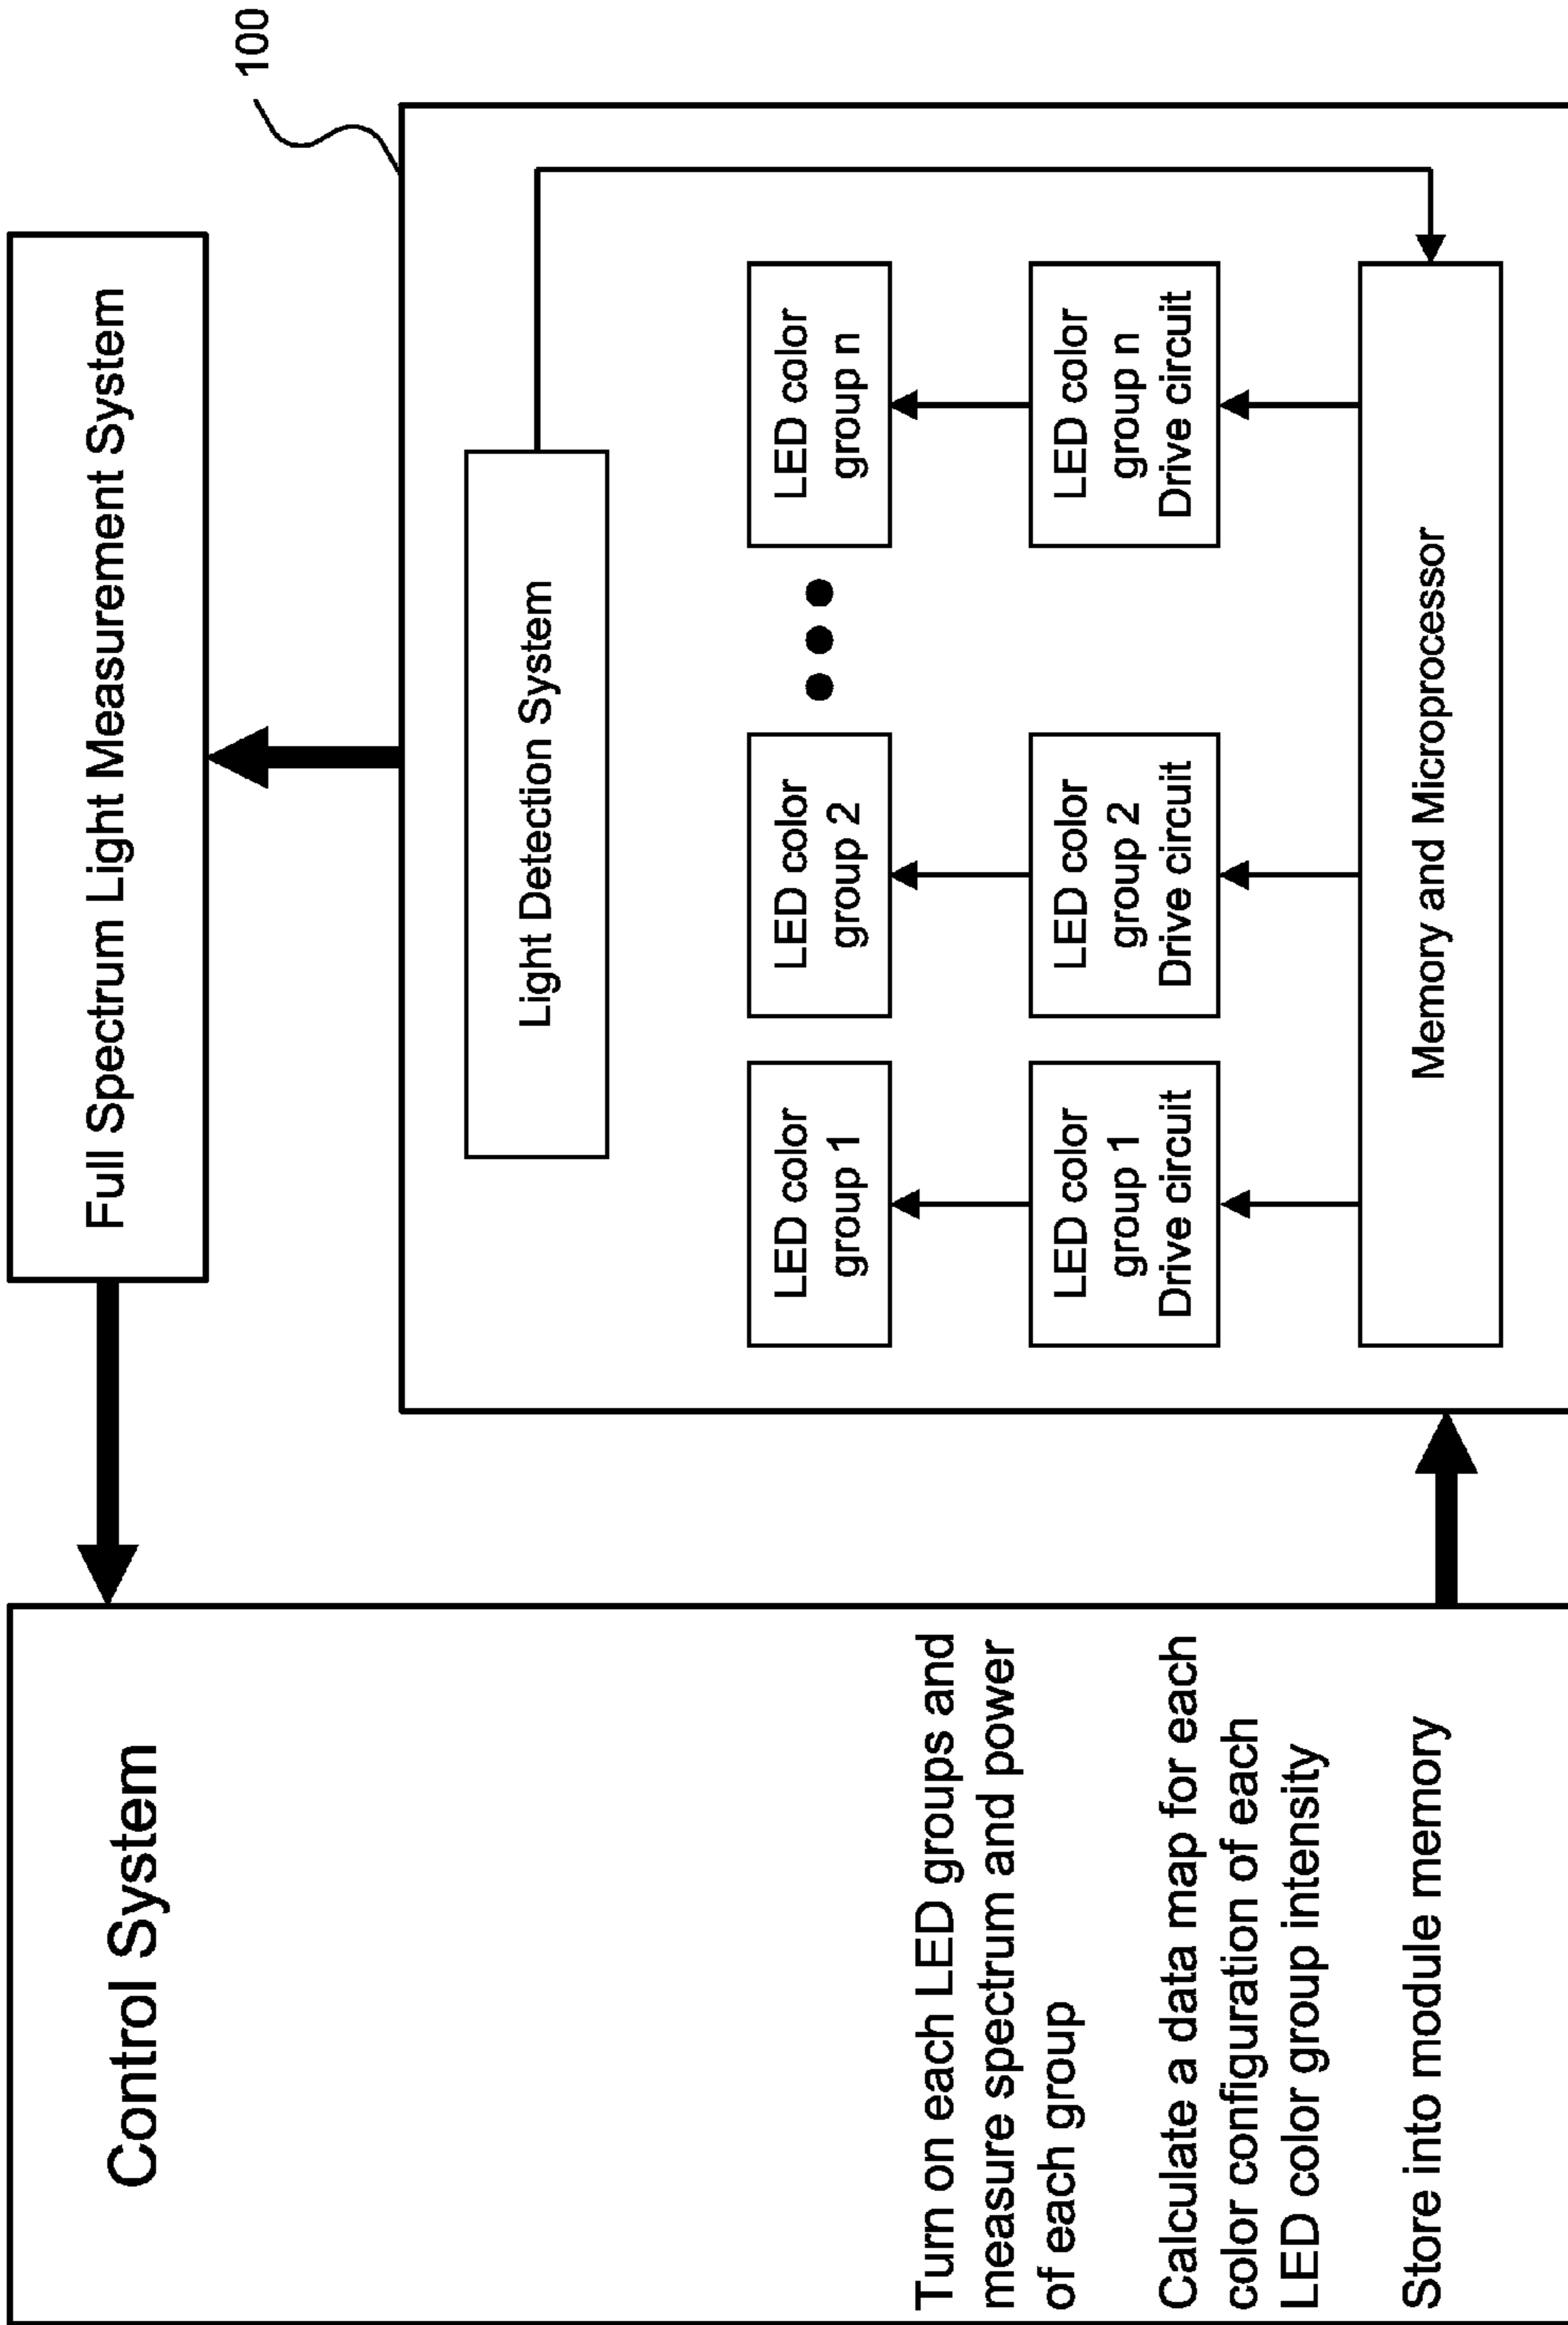 Control System
Turn on each LED groups and
measure spectrum and power
of each group
Calculate a data map for each
color configuration of each
LED color group intensity
Store into module memory
Full Spectrum Light Measurement System
100
Light Detection System
LED color
group 1
LED color
group 2
LED color
group n
LED color
group 1
Drive circuit
LED color
group 2
Drive circuit
LED color
group n
Drive circuit
Memory and Microprocessor